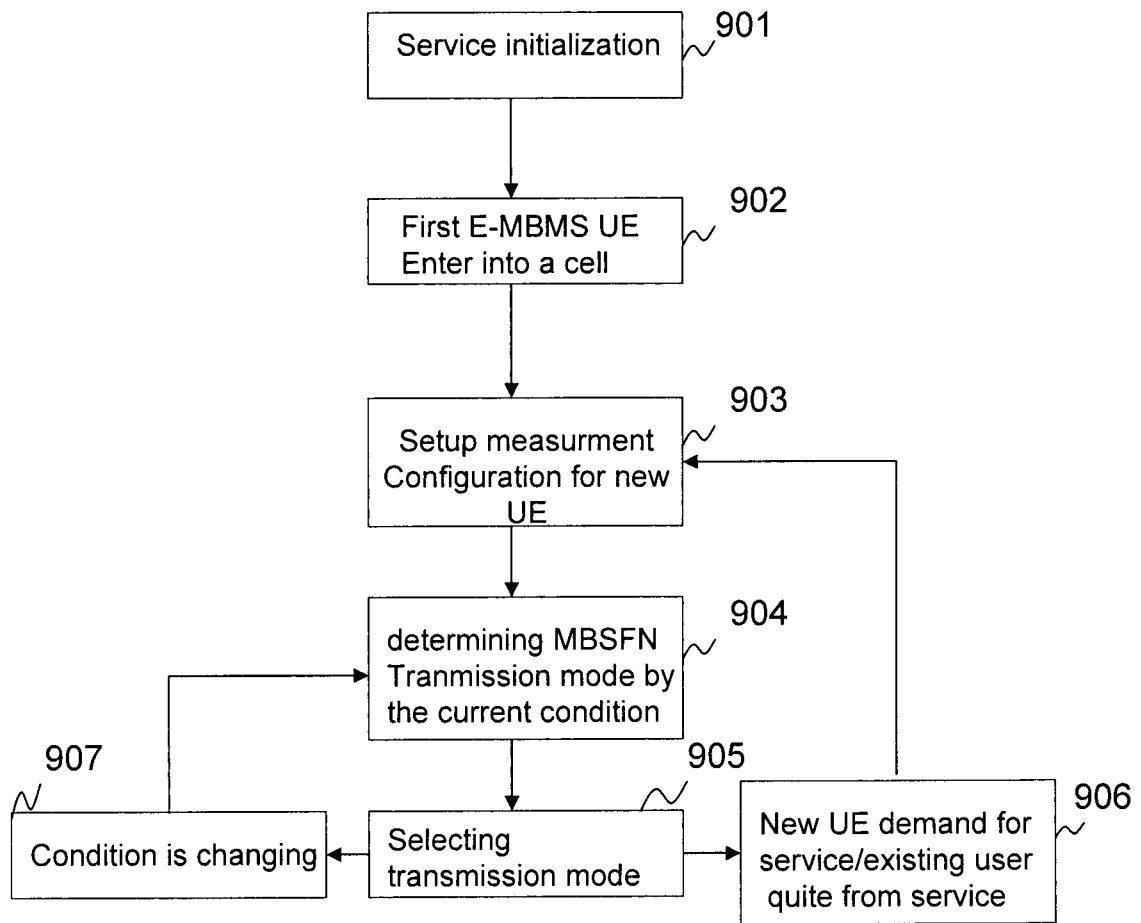 901
Service initialization
902
First E-MBMS UE
Enter into a cell
903
Setup measurment
Configuration for new
UE
904
determining MBSFN
Tranmission mode by
the current condition
907
Condition is changing
905
Selecting
transmission mode
906
New UE demand for
service/existing user
quite from service